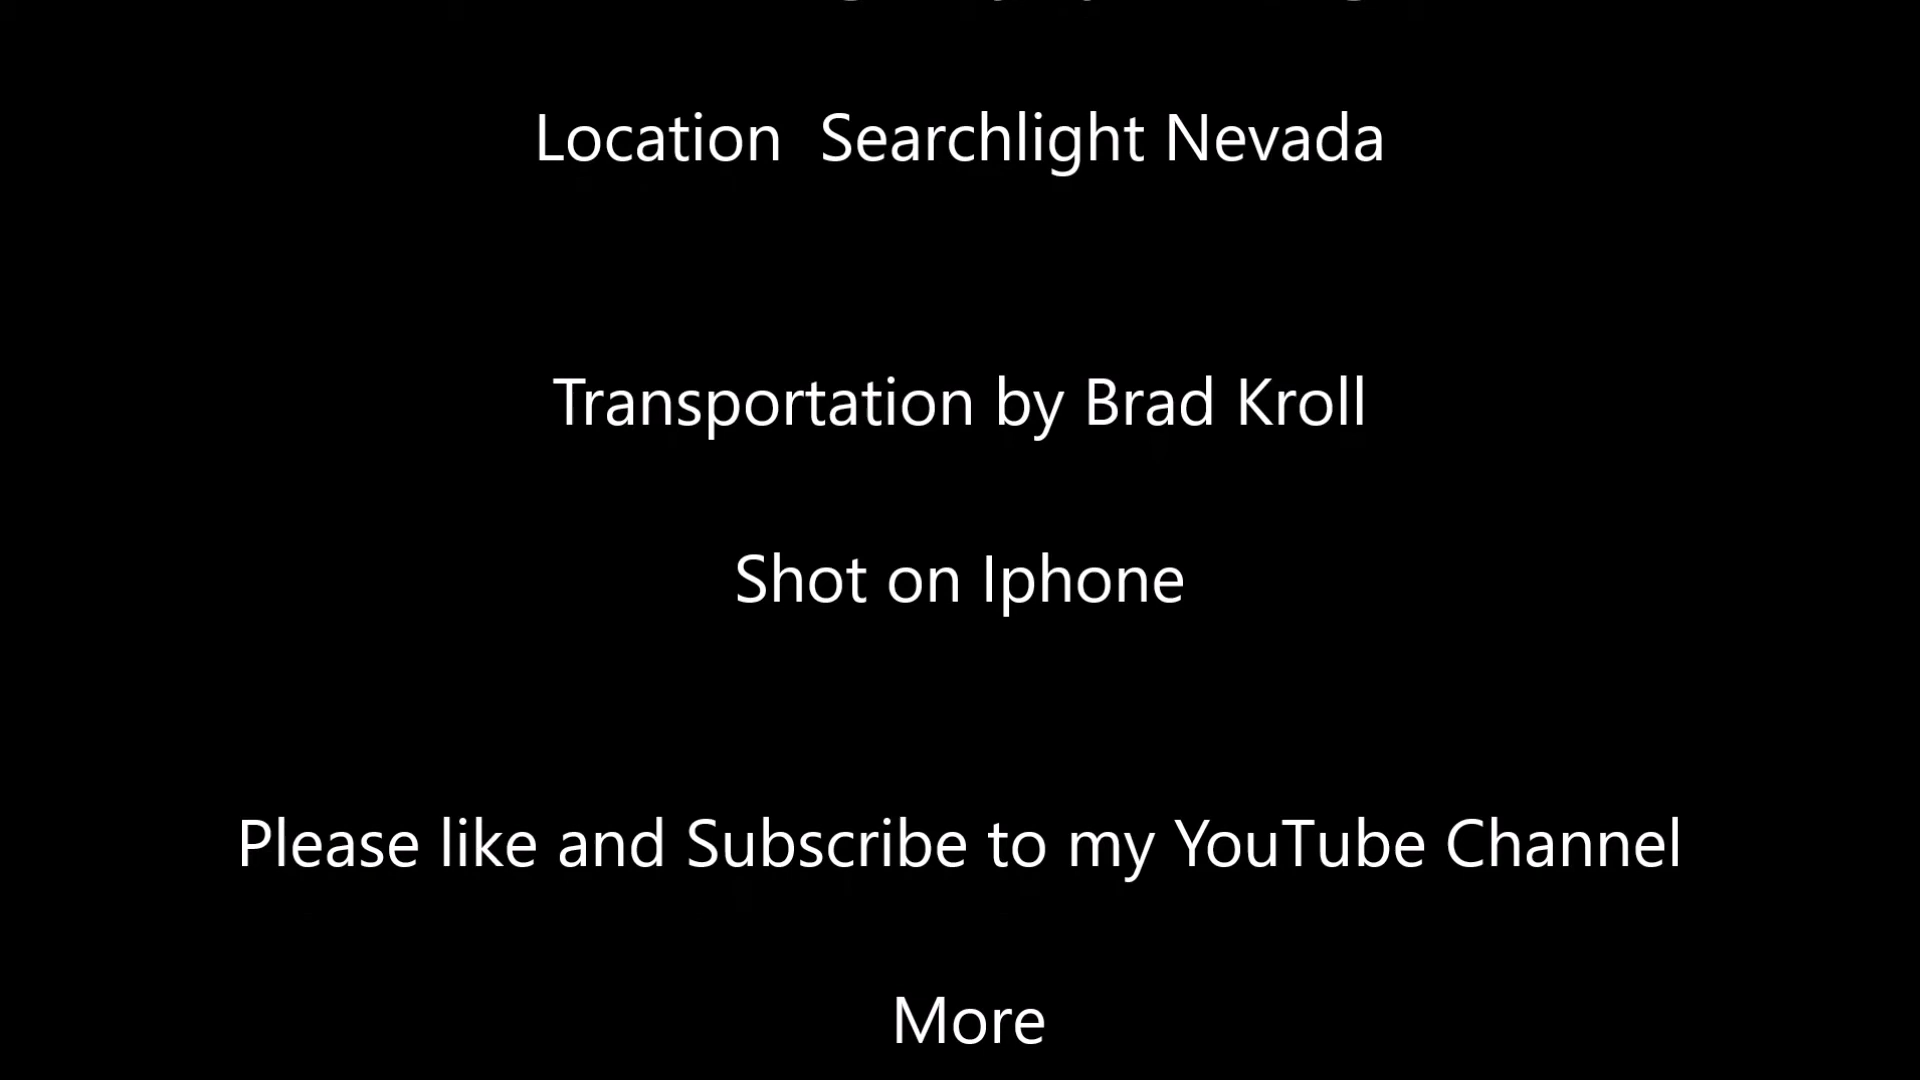 Location  Searchlight Nevada
Transportation by Brad Kroll
Shot on Iphone
Please like and Subscribe to my YouTube Channel
More